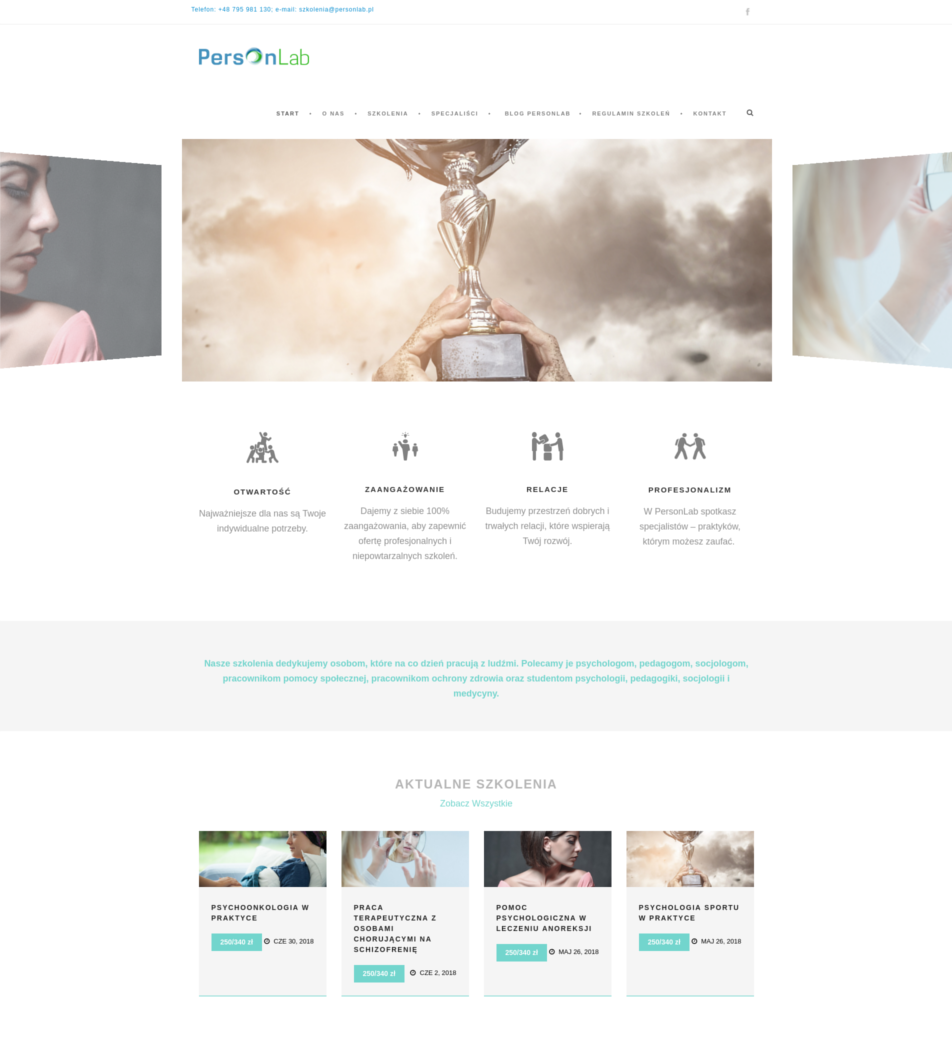 Telefon: +48 795 981 130; e-mail: szkolenia@personlab.pl
PersOnLab
START • O NAS • SZKOLENIA • SPECJALIŚCI • BLOG PERSONLAB • REGULAMIN SZKOLEŃ • KONTAKT
OTWARTOŚĆ
Najważniejsze dla nas są Twoje
indywidualne potrzeby.
ZAANGAŻOWANIE
Dajemy z siebie 100%
zaangażowania, aby zapewnić
ofertę profesjonalnych i
niepowtarzalnych szkoleń.
RELACJE
Budujemy przestrzeń dobrych i
trwałych relacji, które wspierają
Twój rozwój.
PROFESJONALIZM
W PersonLab spotkasz
specjalistów – praktyków,
którym możesz zaufać.
Nasze szkolenia dedykujemy osobom, które na co dzień pracują z ludźmi. Polecamy je psychologom, pedagogom, socjologom,
pracownikom pomocy społecznej, pracownikom ochrony zdrowia oraz studentom psychologii, pedagogiki, socjologii i
medycyny.
AKTUALNE SZKOLENIA
Zobacz Wszystkie
PSYCHOONKOLOGIA W
PRAKTYCE
250/340 zł CZE 30, 2018
PRACA
TERAPEUTYCZNA Z
OSOBAMI
CHORUJĄCYMI NA
SCHIZOFRENIĘ
250/340 zł CZE 2, 2018
POMOC
PSYCHOLOGICZNA W
LECZENIU ANOREKSJI
250/340 zł MAJ 26, 2018
PSYCHOLOGIA SPORTU
W PRAKTYCE
250/340 zł MAJ 26, 2018